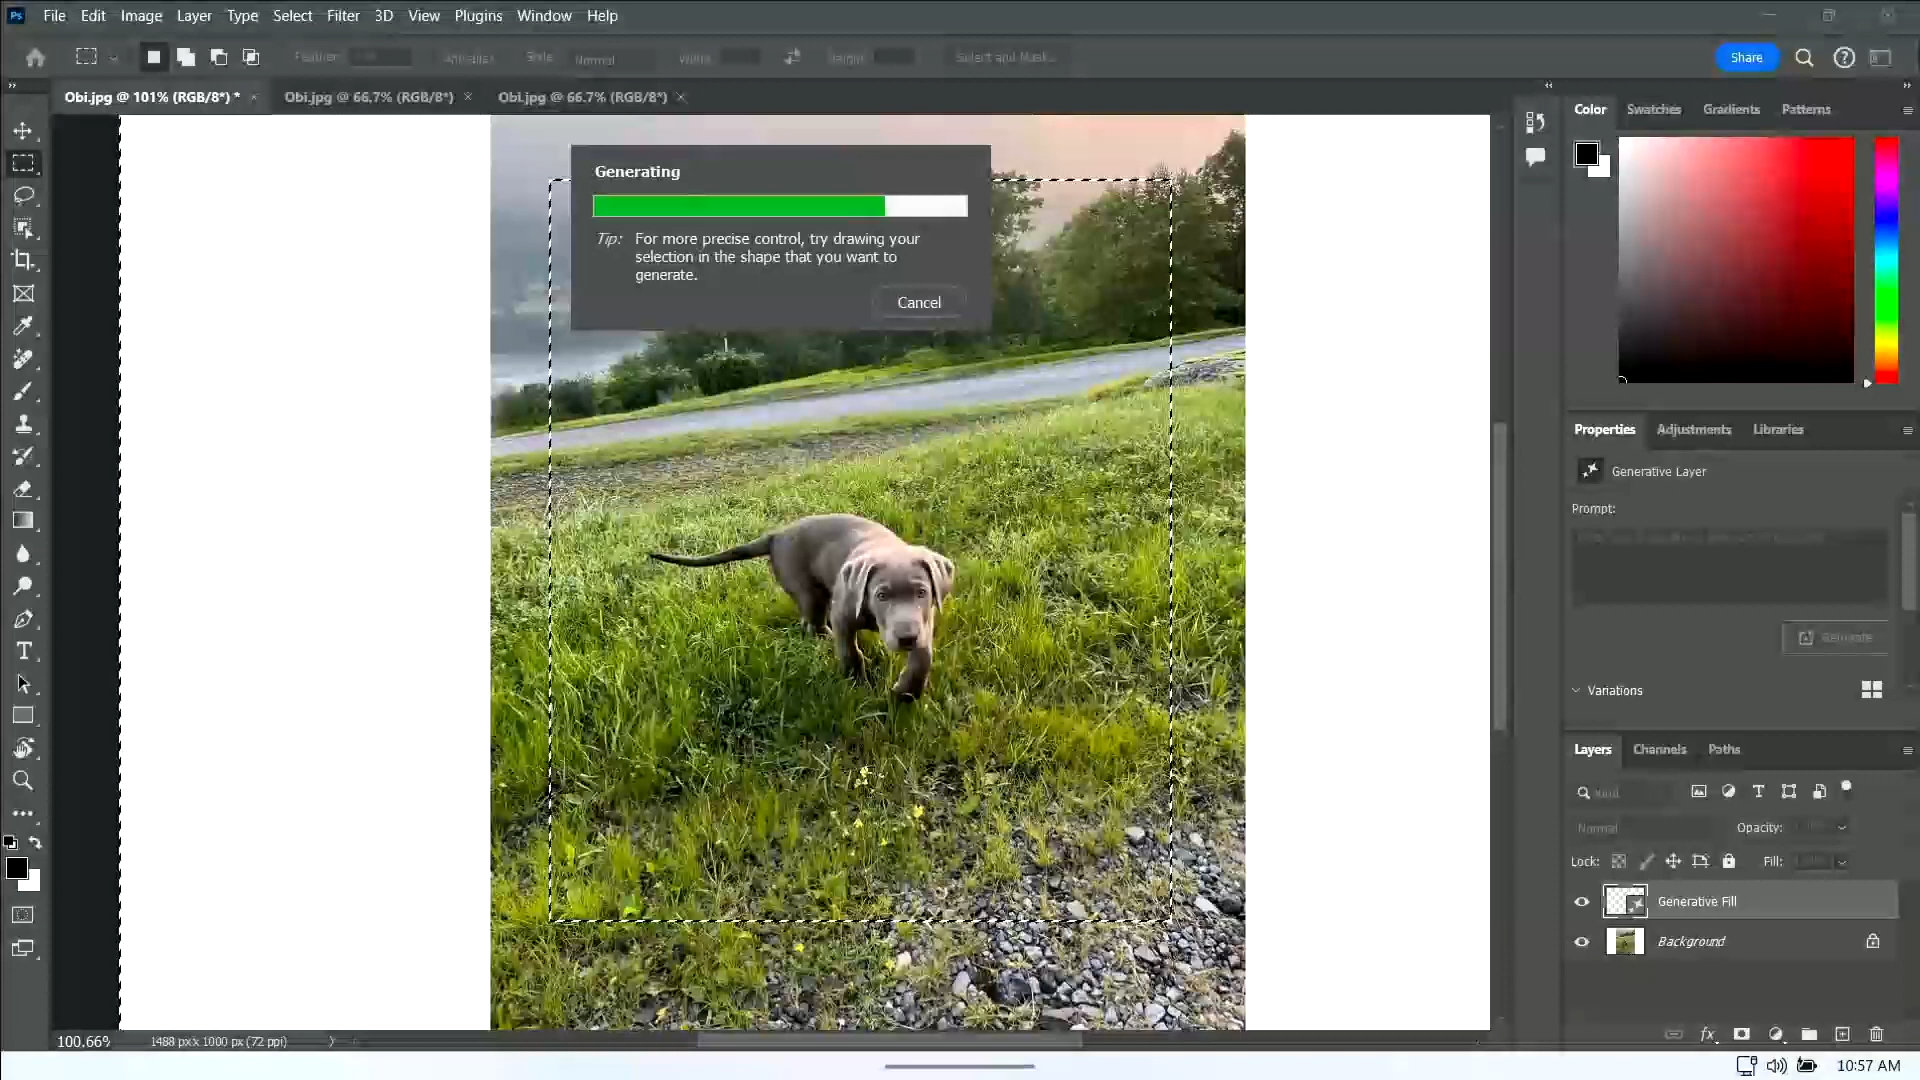 Ps File Edit Image Layer Type Select Filter 3D View Plugins Window Help
Feather: Style: Normal Width: Height: Select and Mask... Share
Obi.jpg @ 101% (RGB/8*) * Obi.jpg @ 66.7% (RGB/8*) Obi.jpg @ 66.7% (RGB/8*)
Color Swatches Gradients Patterns
Generating
Tip: For more precise control, try drawing your
selection in the shape that you want to
generate.
Cancel
Properties Adjustments Libraries
Generative Layer
Prompt:
Generate
Variations
Layers Channels Paths
Kind
Normal Opacity:
Lock: Fill:
Generative Fill
Background
fx
100.66% 1488 px x 1000 px (72 ppi)
10:57 AM